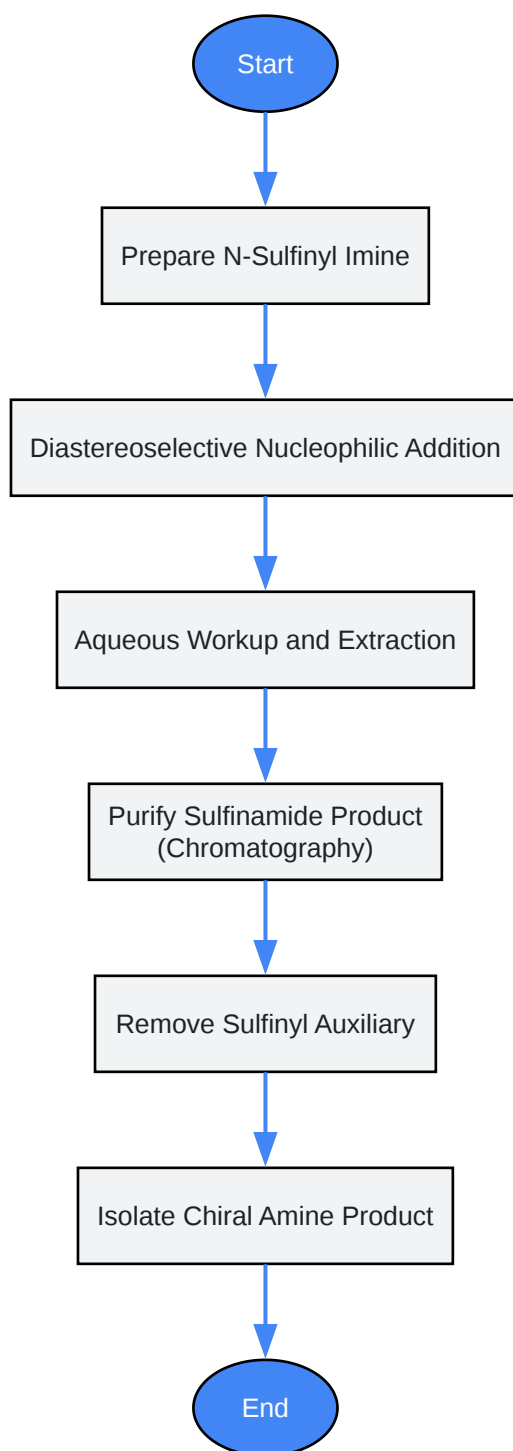 Start
Prepare N-Sulfinyl Imine
Diastereoselective Nucleophilic Addition
Aqueous Workup and Extraction
Purify Sulfinamide Product
(Chromatography)
Remove Sulfinyl Auxiliary
Isolate Chiral Amine Product
End